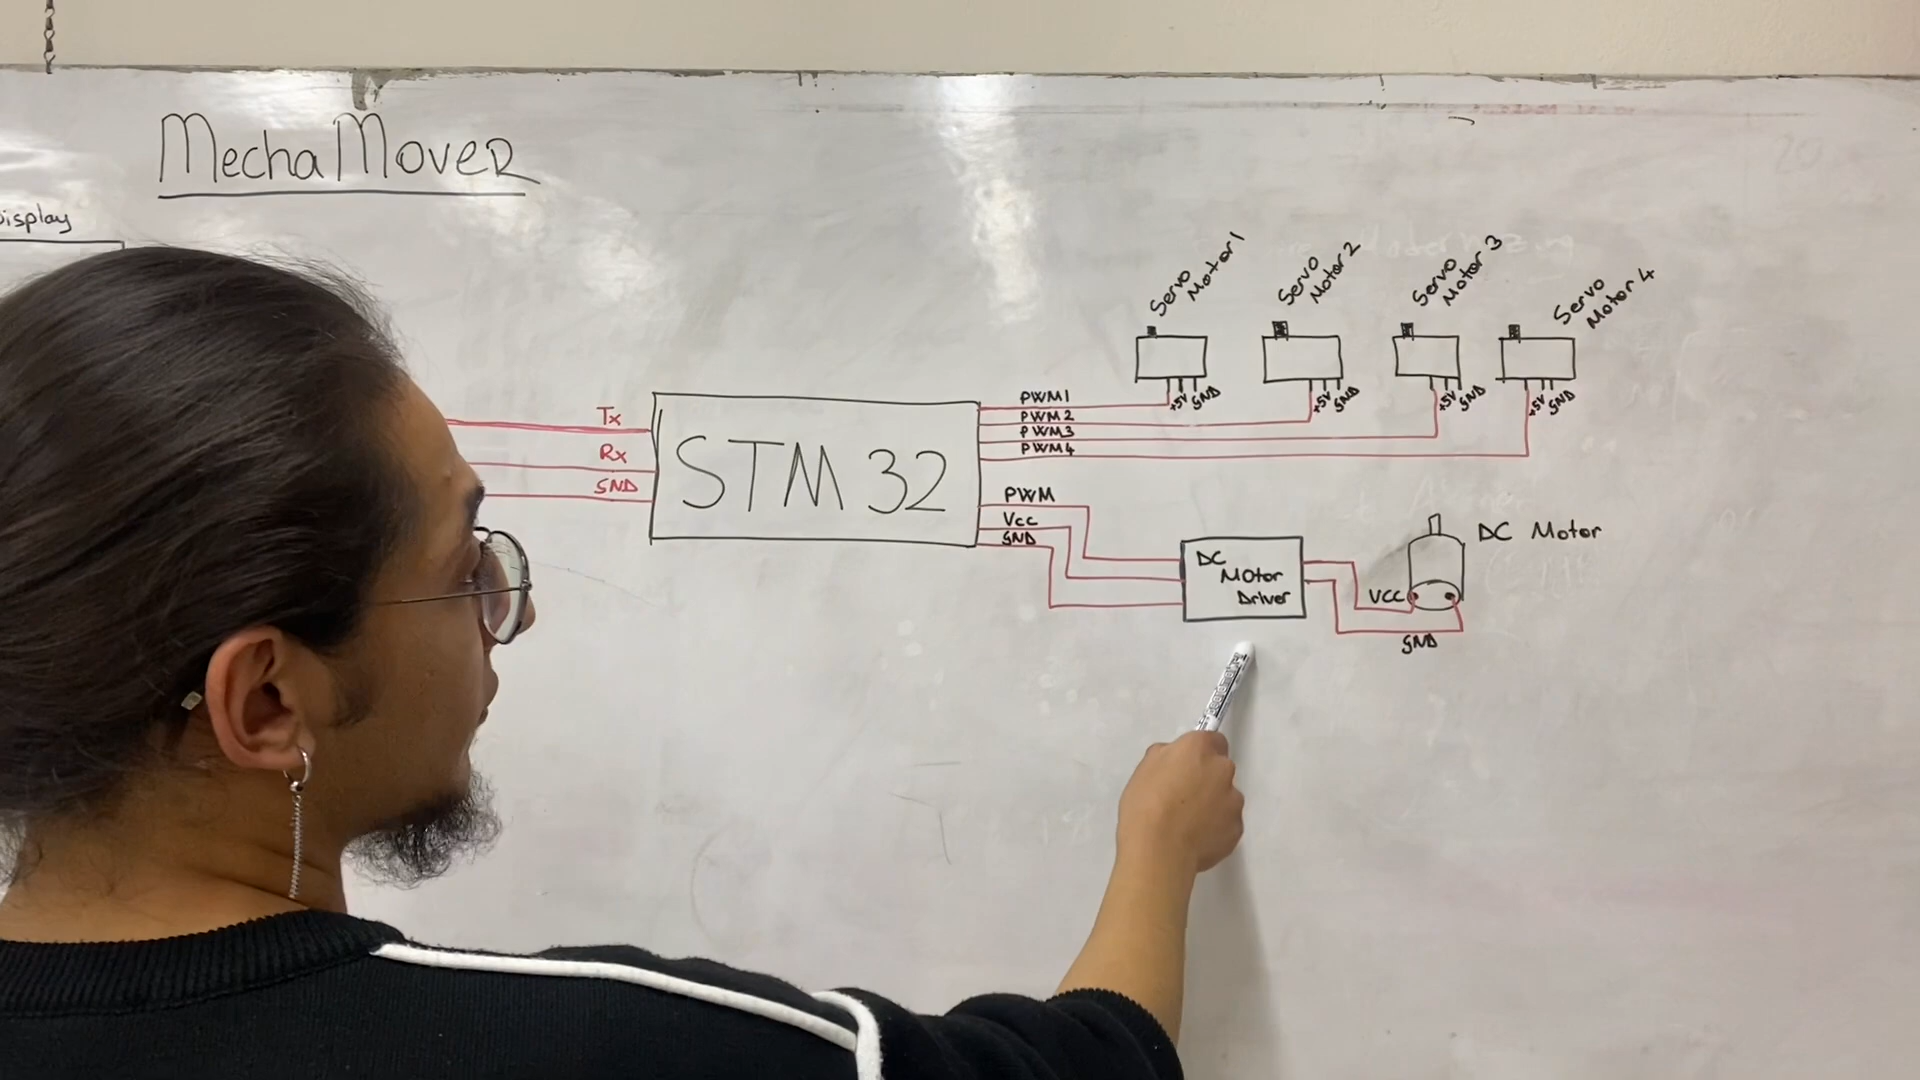 MechaMover
Display
Servo
Motor 1
Servo
Motor 2
Servo
Motor 3
Servo
Motor 4
+5V GND
+5V GND
+5V GND
+5V GND
Tx
Rx
GND
STM 32
PWM1
PWM2
PWM3
PWM4
PWM
Vcc
GND
DC
Motor
Driver
DC Motor
VCC
GND